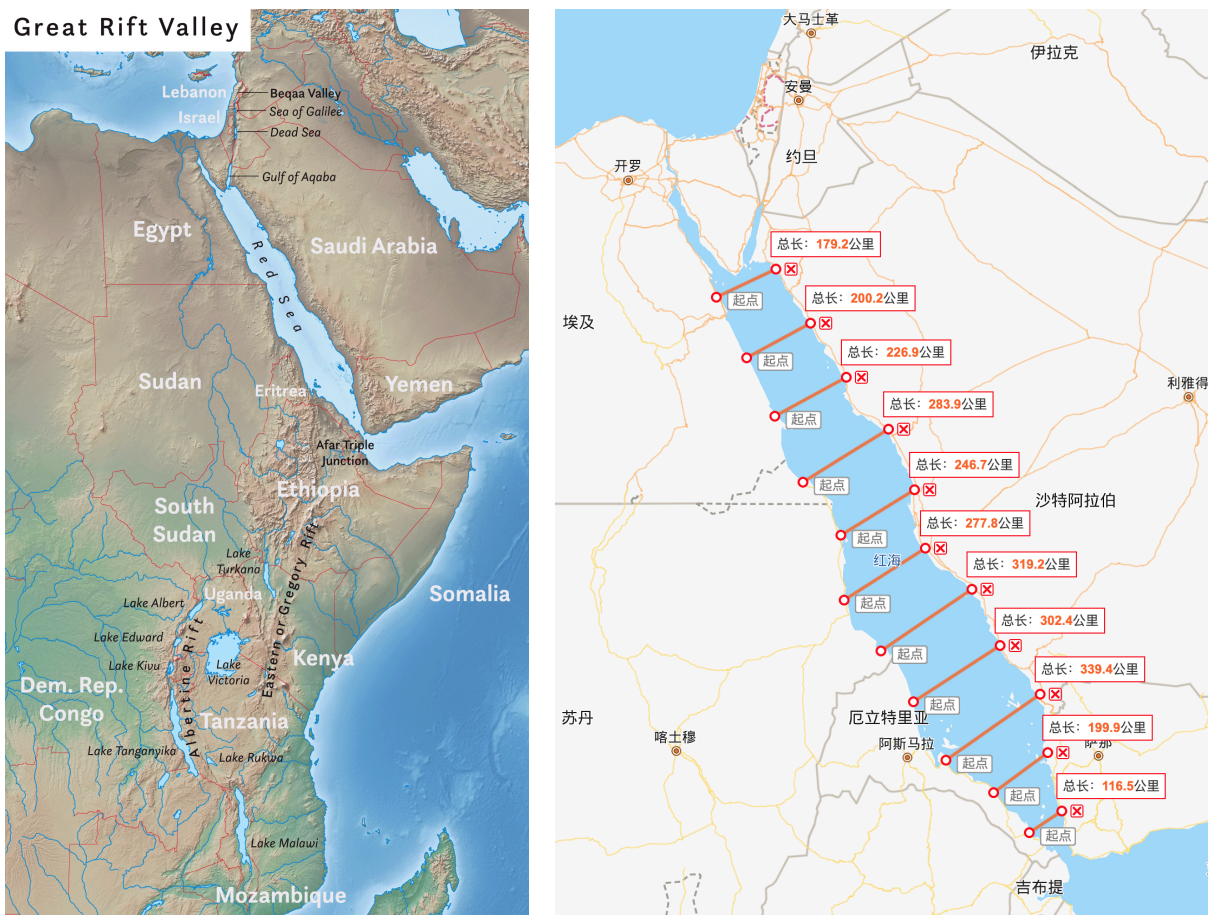 Great Rift Valley
Lebanon
Beqaa Valley
Sea of Galilee
Israel
Dead Sea
Gulf of Aqaba
Egypt
Red Sea
Saudi Arabia
Sudan
Eritrea
Yemen
Afar Triple
Junction
Ethiopia
South
Sudan
Lake
Turkana
Eastern or Gregory Rift
Somalia
Uganda
Lake Albert
Lake Edward
Albertine Rift
Lake Kivu
Lake
Victoria
Kenya
Dem. Rep.
Congo
Tanzania
Lake Tanganyika
Lake Rukwa
Lake Malawi
Mozambique
大马士革
伊拉克
安曼
约旦
开罗
总长：179.2公里
起点
总长：200.2公里
埃及
起点
总长：226.9公里
起点
利雅得
总长：283.9公里
起点
总长：246.7公里
沙特阿拉伯
起点
总长：277.8公里
红海
起点
总长：319.2公里
起点
总长：302.4公里
起点
总长：339.4公里
苏丹
厄立特里亚
喀土穆
阿斯马拉
起点
总长：199.9公里
萨那
起点
总长：116.5公里
起点
吉布提